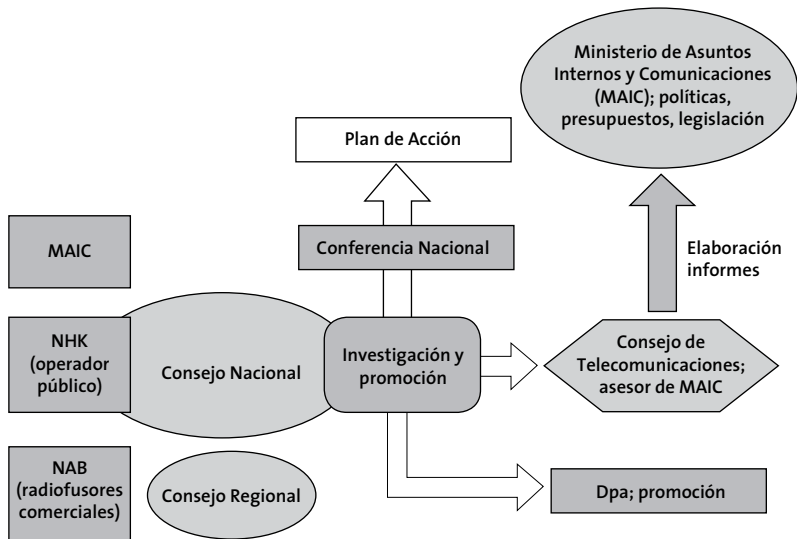 Ministerio de Asuntos
Internos y Comunicaciones
(MAIC); políticas,
presupuestos, legislación
Plan de Acción
MAIC
Conferencia Nacional
Elaboración
informes
NHK
(operador
público)
Consejo Nacional
Investigación y
promoción
Consejo de
Telecomunicaciones;
asesor de MAIC
NAB
(radiofusores
comerciales)
Consejo Regional
Dpa; promoción